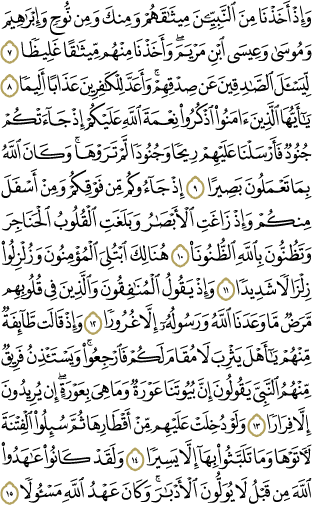 وَإِذْ أَخَذْنَا مِنَ النَّبِيِّـۧنَ مِيثَٰقَهُمْ وَمِنكَ وَمِن نُّوحٍ وَإِبْرَٰهِيمَ
وَمُوسَىٰ وَعِيسَى ٱبْنِ مَرْيَمَ ۖ وَأَخَذْنَا مِنْهُم مِّيثَٰقًا غَلِيظًا ٧
لِّيَسْـَٔلَ ٱلصَّٰدِقِينَ عَن صِدْقِهِمْ ۚ وَأَعَدَّ لِلْكَٰفِرِينَ عَذَابًا أَلِيمًا ٨
يَٰٓأَيُّهَا ٱلَّذِينَ ءَامَنُوا۟ ٱذْكُرُوا۟ نِعْمَةَ ٱللَّهِ عَلَيْكُمْ إِذْ جَآءَتْكُمْ
جُنُودٌ فَأَرْسَلْنَا عَلَيْهِمْ رِيحًا وَجُنُودًا لَّمْ تَرَوْهَا ۚ وَكَانَ ٱللَّهُ
بِمَا تَعْمَلُونَ بَصِيرًا ٩ إِذْ جَآءُوكُم مِّن فَوْقِكُمْ وَمِنْ أَسْفَلَ
مِنكُمْ وَإِذْ زَاغَتِ ٱلْأَبْصَٰرُ وَبَلَغَتِ ٱلْقُلُوبُ ٱلْحَنَاجِرَ
وَتَظُنُّونَ بِٱللَّهِ ٱلظُّنُونَا۠ ١٠ هُنَالِكَ ٱبْتُلِىَ ٱلْمُؤْمِنُونَ وَزُلْزِلُوا۟
زِلْزَالًا شَدِيدًا ١١ وَإِذْ يَقُولُ ٱلْمُنَٰفِقُونَ وَٱلَّذِينَ فِى قُلُوبِهِم
مَّرَضٌ مَّا وَعَدَنَا ٱللَّهُ وَرَسُولُهُۥٓ إِلَّا غُرُورًا ١٢ وَإِذْ قَالَت طَّآئِفَةٌ
مِّنْهُمْ يَٰٓأَهْلَ يَثْرِبَ لَا مُقَامَ لَكُمْ فَٱرْجِعُوا۟ ۚ وَيَسْتَـْٔذِنُ فَرِيقٌ
مِّنْهُمُ ٱلنَّبِىَّ يَقُولُونَ إِنَّ بُيُوتَنَا عَوْرَةٌ وَمَا هِىَ بِعَوْرَةٍ ۖ إِن يُرِيدُونَ
إِلَّا فِرَارًا ١٣ وَلَوْ دُخِلَتْ عَلَيْهِم مِّنْ أَقْطَارِهَا ثُمَّ سُئِلُوا۟ ٱلْفِتْنَةَ
لَـَٔاتَوْهَا وَمَا تَلَبَّثُوا۟ بِهَآ إِلَّا يَسِيرًا ١٤ وَلَقَدْ كَانُوا۟ عَٰهَدُوا۟
ٱللَّهَ مِن قَبْلُ لَا يُوَلُّونَ ٱلْأَدْبَٰرَ ۚ وَكَانَ عَهْدُ ٱللَّهِ مَسْـُٔولًا ١٥